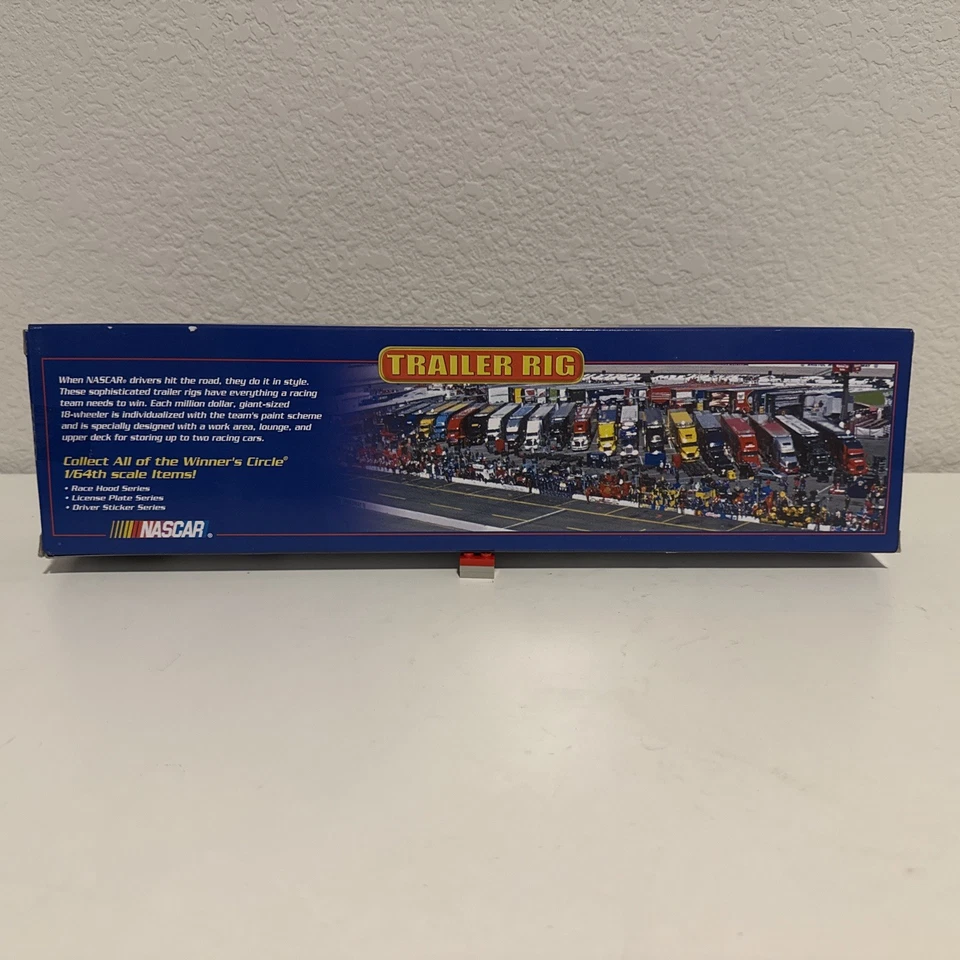 TRAILER RIG
When NASCAR® drivers hit the road, they do it in style.
These sophisticated trailer rigs have everything a racing
team needs to win. Each million dollar, giant-sized
18-wheeler is individualized with the team's paint scheme
and is specially designed with a work area, lounge, and
upper deck for storing up to two racing cars.
Collect All of the Winner's Circle®
1/64th scale Items!
• Race Hood Series
• License Plate Series
• Driver Sticker Series
NASCAR®